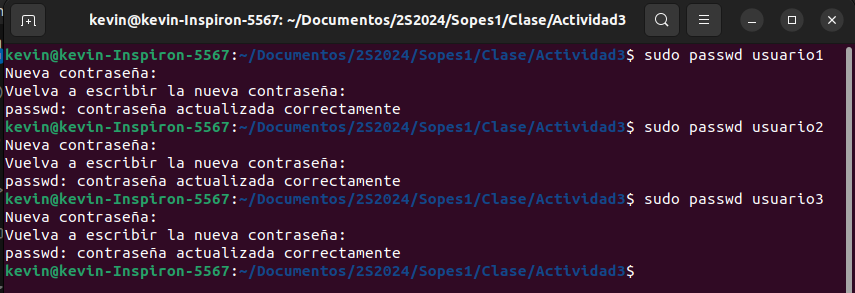 kevin@kevin-Inspiron-5567: ~/Documentos/2S2024/Sopes1/Clase/Actividad3
kevin@kevin-Inspiron-5567:~/Documentos/2S2024/Sopes1/Clase/Actividad3$ sudo passwd usuario1
Nueva contraseña:
Vuelva a escribir la nueva contraseña:
passwd: contraseña actualizada correctamente
kevin@kevin-Inspiron-5567:~/Documentos/2S2024/Sopes1/Clase/Actividad3$ sudo passwd usuario2
Nueva contraseña:
Vuelva a escribir la nueva contraseña:
passwd: contraseña actualizada correctamente
kevin@kevin-Inspiron-5567:~/Documentos/2S2024/Sopes1/Clase/Actividad3$ sudo passwd usuario3
Nueva contraseña:
Vuelva a escribir la nueva contraseña:
passwd: contraseña actualizada correctamente
kevin@kevin-Inspiron-5567:~/Documentos/2S2024/Sopes1/Clase/Actividad3$